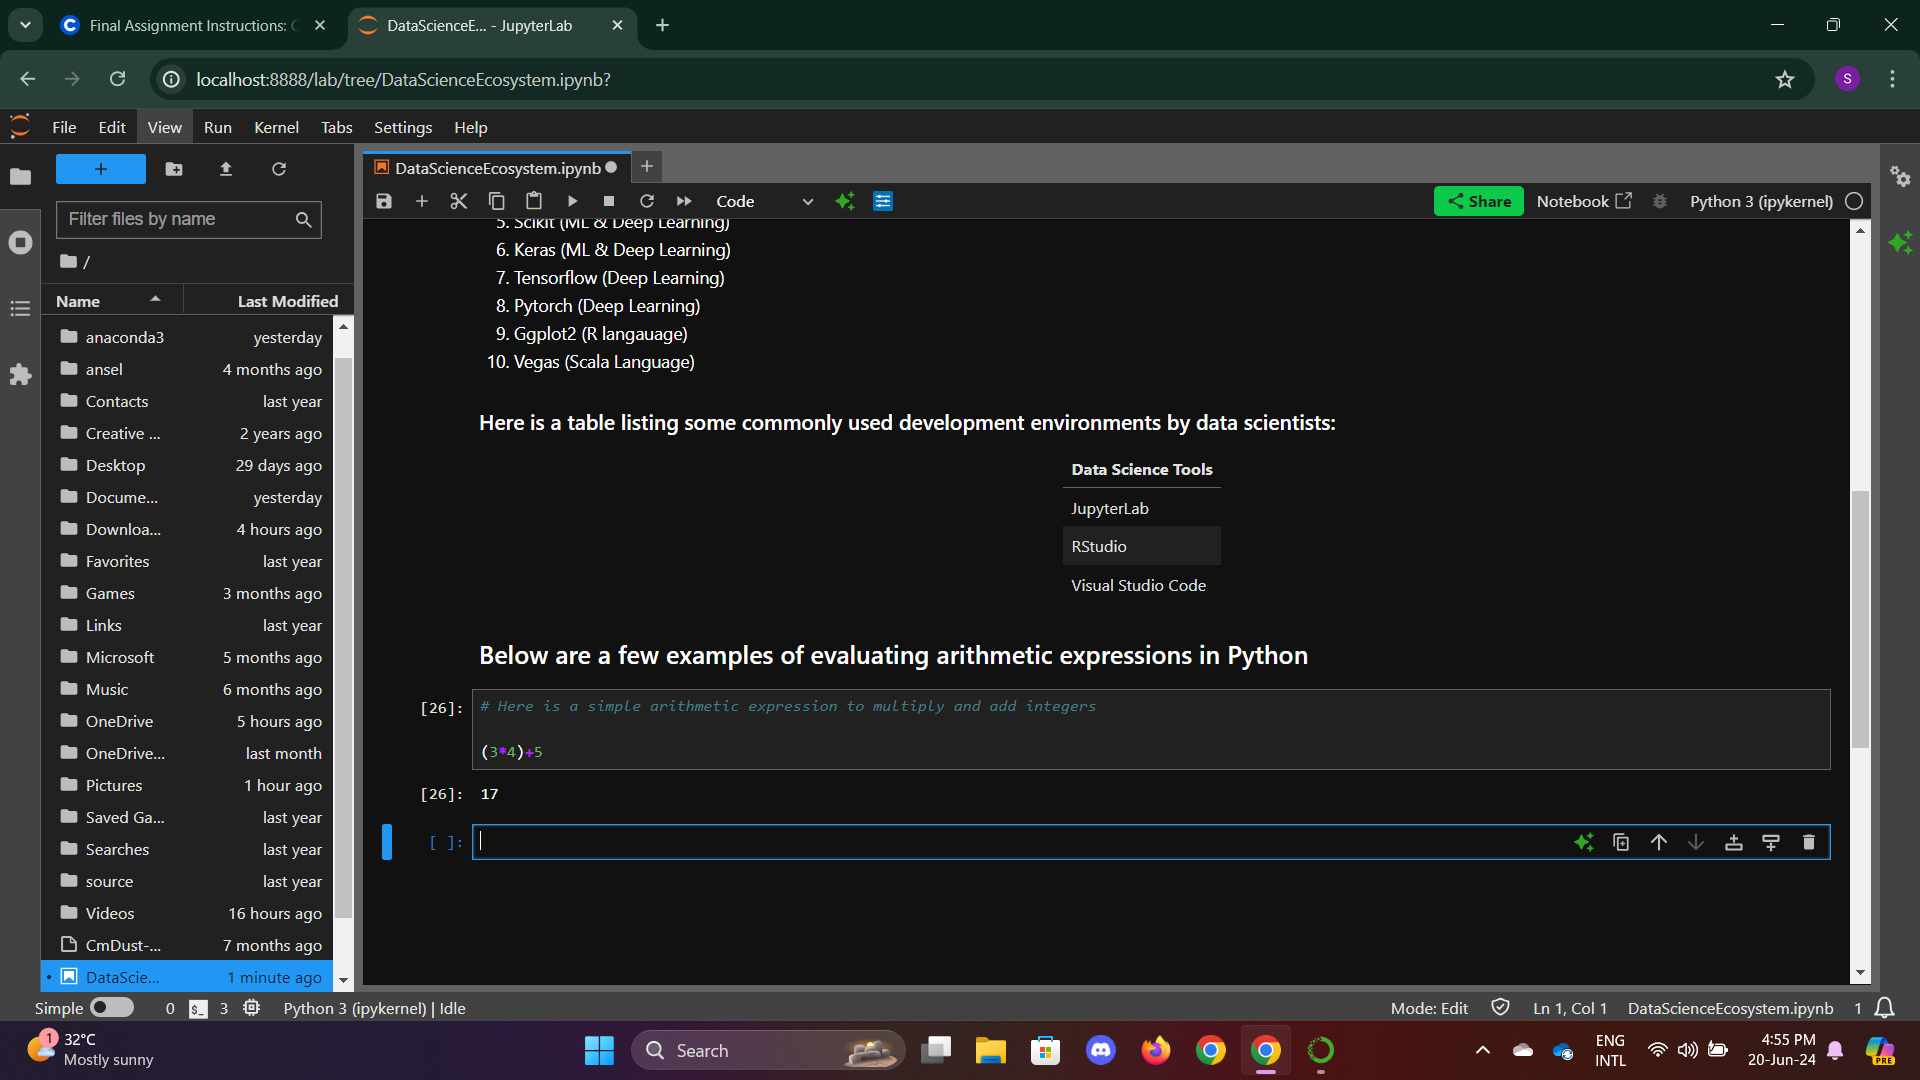 Final Assignment Instructions: C
DataScienceE... - JupyterLab
localhost:8888/lab/tree/DataScienceEcosystem.ipynb?
S
File Edit View Run Kernel Tabs Settings Help
DataScienceEcosystem.ipynb
Code
Share
Notebook
Python 3 (ipykernel)
Filter files by name
/
Name Last Modified
anaconda3 yesterday
ansel 4 months ago
Contacts last year
Creative ... 2 years ago
Desktop 29 days ago
Docume... yesterday
Downloa... 4 hours ago
Favorites last year
Games 3 months ago
Links last year
Microsoft 5 months ago
Music 6 months ago
OneDrive 5 hours ago
OneDrive... last month
Pictures 1 hour ago
Saved Ga... last year
Searches last year
source last year
Videos 16 hours ago
CmDust-... 7 months ago
DataScie... 1 minute ago
5. Scikit (ML & Deep Learning)
6. Keras (ML & Deep Learning)
7. Tensorflow (Deep Learning)
8. Pytorch (Deep Learning)
9. Ggplot2 (R langauage)
10. Vegas (Scala Language)
Here is a table listing some commonly used development environments by data scientists:
Data Science Tools
JupyterLab
RStudio
Visual Studio Code
Below are a few examples of evaluating arithmetic expressions in Python
[26]: # Here is a simple arithmetic expression to multiply and add integers
(3*4)+5
[26]: 17
[ ]:
Simple 0 $_ 3 Python 3 (ipykernel) | Idle
Mode: Edit Ln 1, Col 1 DataScienceEcosystem.ipynb 1
1
32°C
Mostly sunny
Search
ENG
INTL
4:55 PM
20-Jun-24
PRE